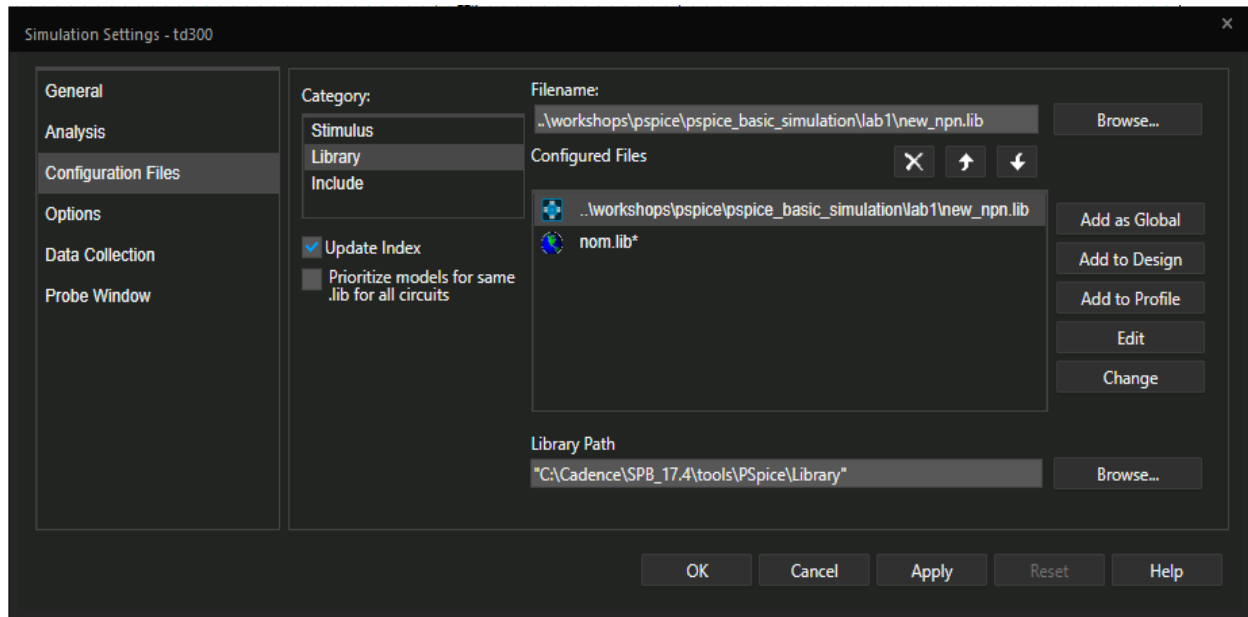 Simulation Settings - td300
General
Analysis
Configuration Files
Options
Data Collection
Probe Window
Category:
Stimulus
Library
Include
Update Index
Prioritize models for same
.lib for all circuits
Filename:
..\workshops\pspice\pspice_basic_simulation\lab1\new_npn.lib
Browse...
Configured Files
..\workshops\pspice\pspice_basic_simulation\lab1\new_npn.lib
nom.lib*
Add as Global
Add to Design
Add to Profile
Edit
Change
Library Path
"C:\Cadence\SPB_17.4\tools\PSpice\Library"
Browse...
OK
Cancel
Apply
Reset
Help